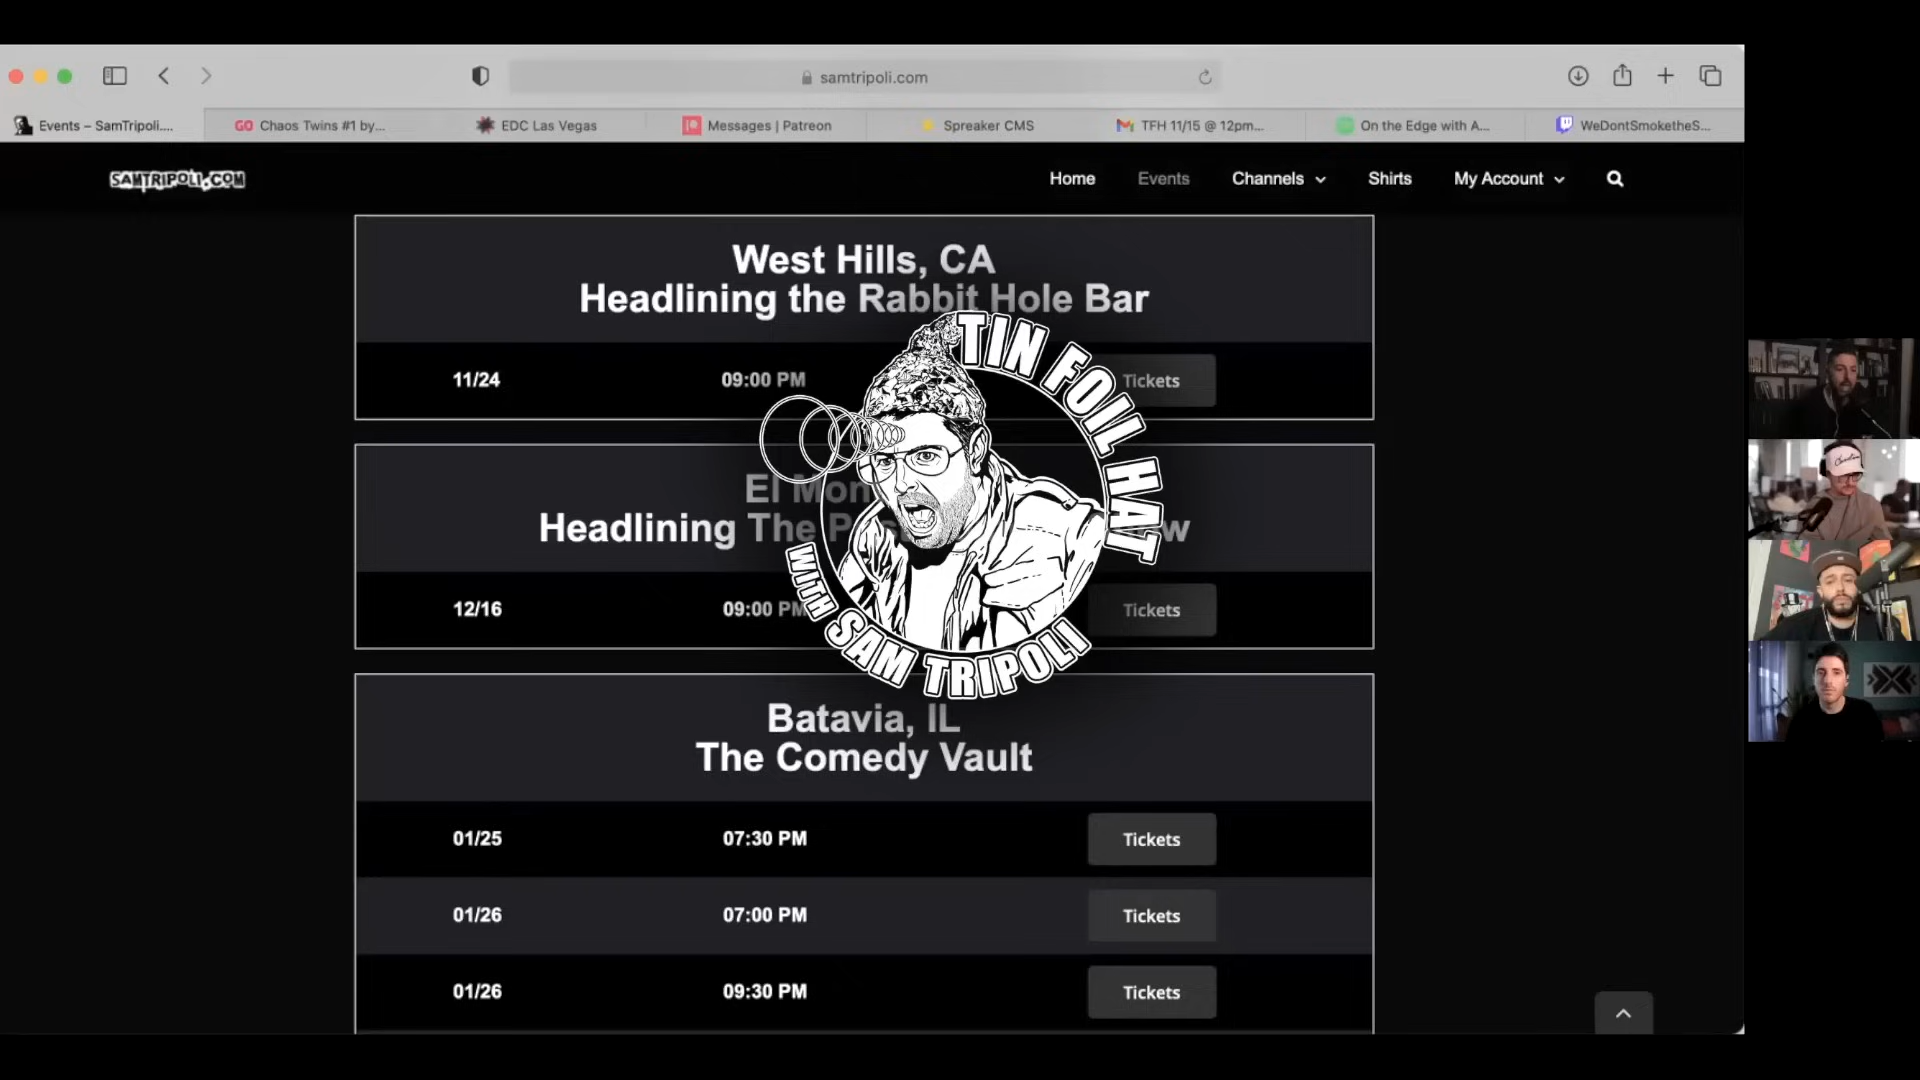 samtripoli.com
Events – SamTripoli....
GO Chaos Twins #1 by...
EDC Las Vegas
Messages | Patreon
Spreaker CMS
TFH 11/15 @ 12pm...
On the Edge with A...
WeDontSmoketheS...
SAMTRIPOLI.COM
Home
Events
Channels
Shirts
My Account
West Hills, CA
Headlining the Rabbit Hole Bar
11/24
09:00 PM
Tickets
TIN FOIL HAT
WITH SAM TRIPOLI
El
Headlining The
12/16
09:00 PM
Tickets
Batavia, IL
The Comedy Vault
01/25
07:30 PM
Tickets
01/26
07:00 PM
Tickets
01/26
09:30 PM
Tickets